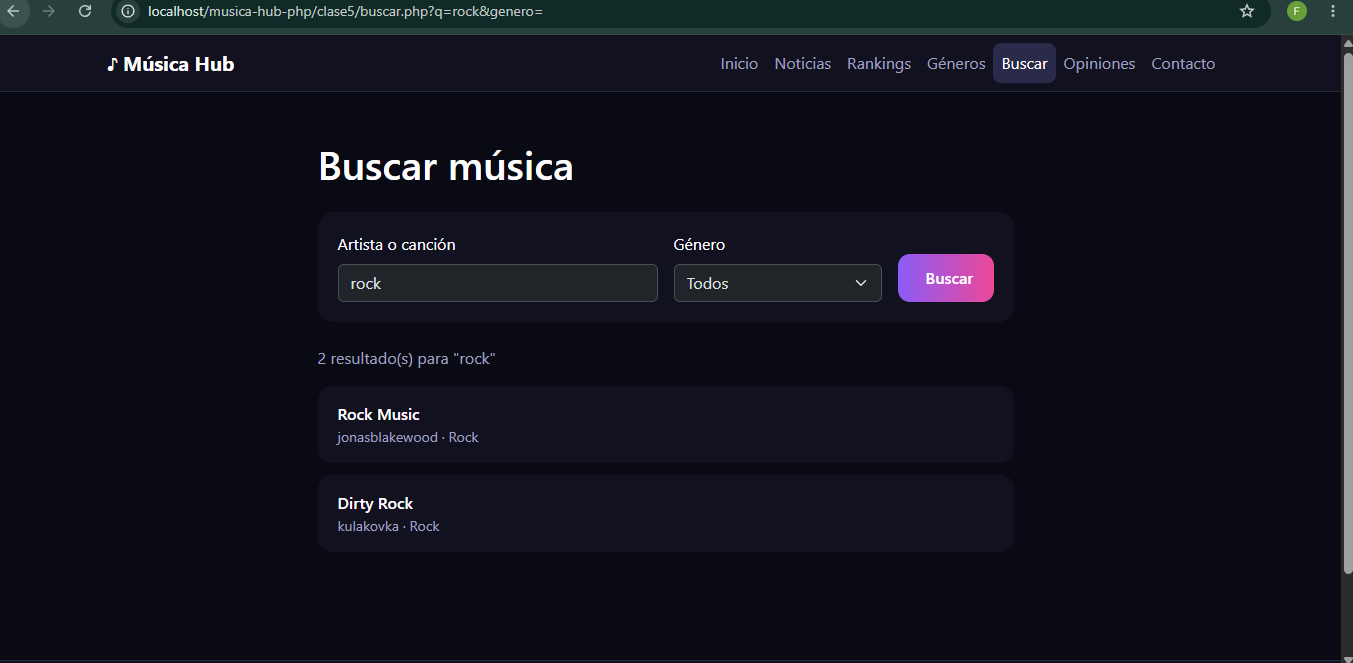 localhost/musica-hub-php/clase5/buscar.php?q=rock&genero=
F
♪ Música Hub
Inicio Noticias Rankings Géneros Buscar Opiniones Contacto
Buscar música
Artista o canción Género
rock Todos Buscar
2 resultado(s) para "rock"
Rock Music
jonasblakewood · Rock
Dirty Rock
kulakovka · Rock